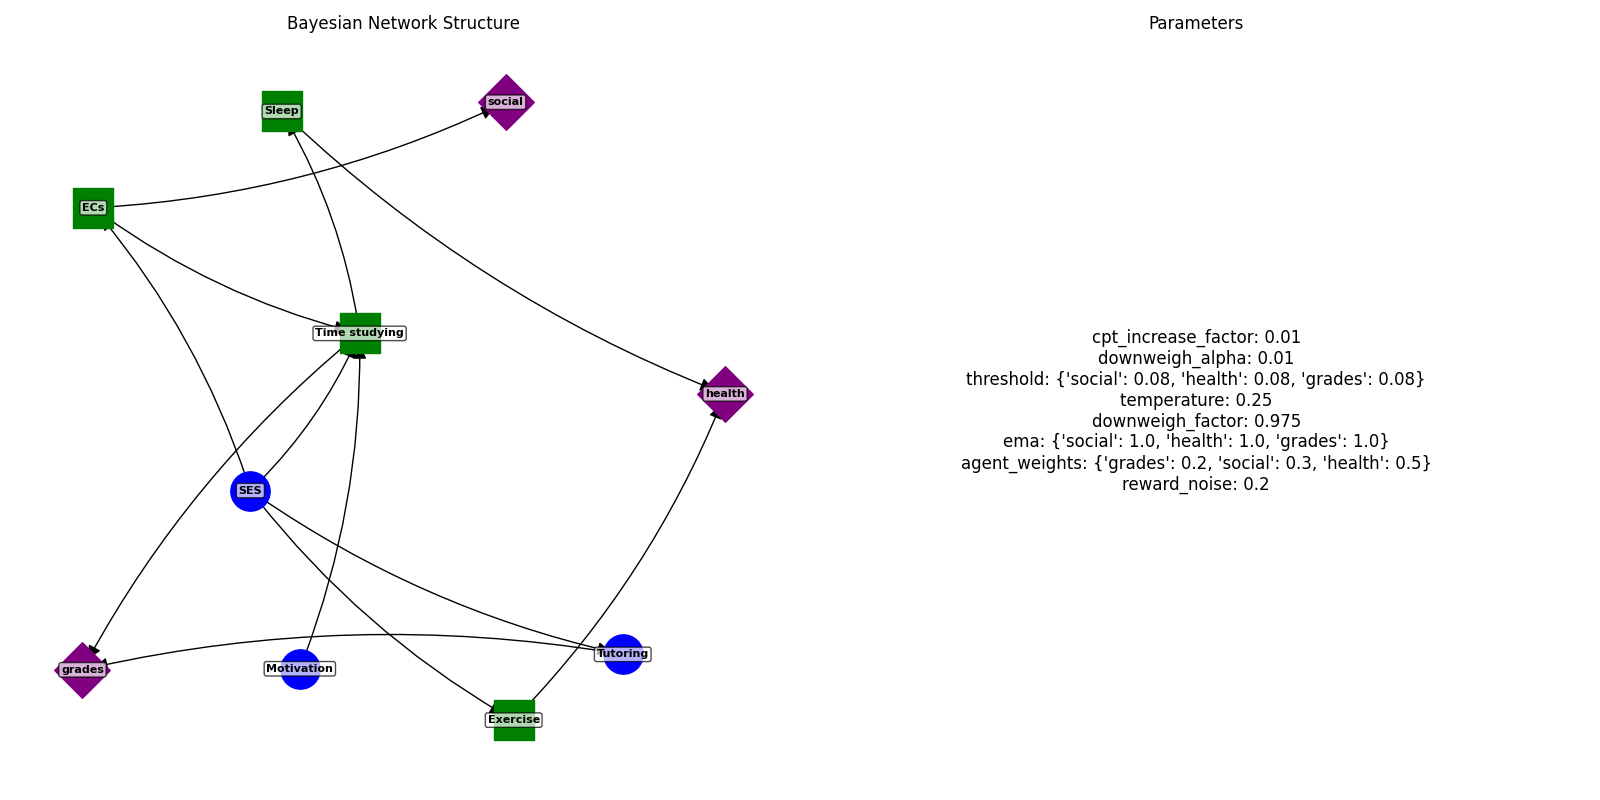 Bayesian Network Structure
Parameters
Sleep
social
ECs
Time studying
health
SES
grades
Motivation
Tutoring
Exercise
cpt_increase_factor: 0.01
downweigh_alpha: 0.01
threshold: {'social': 0.08, 'health': 0.08, 'grades': 0.08}
temperature: 0.25
downweigh_factor: 0.975
ema: {'social': 1.0, 'health': 1.0, 'grades': 1.0}
agent_weights: {'grades': 0.2, 'social': 0.3, 'health': 0.5}
reward_noise: 0.2